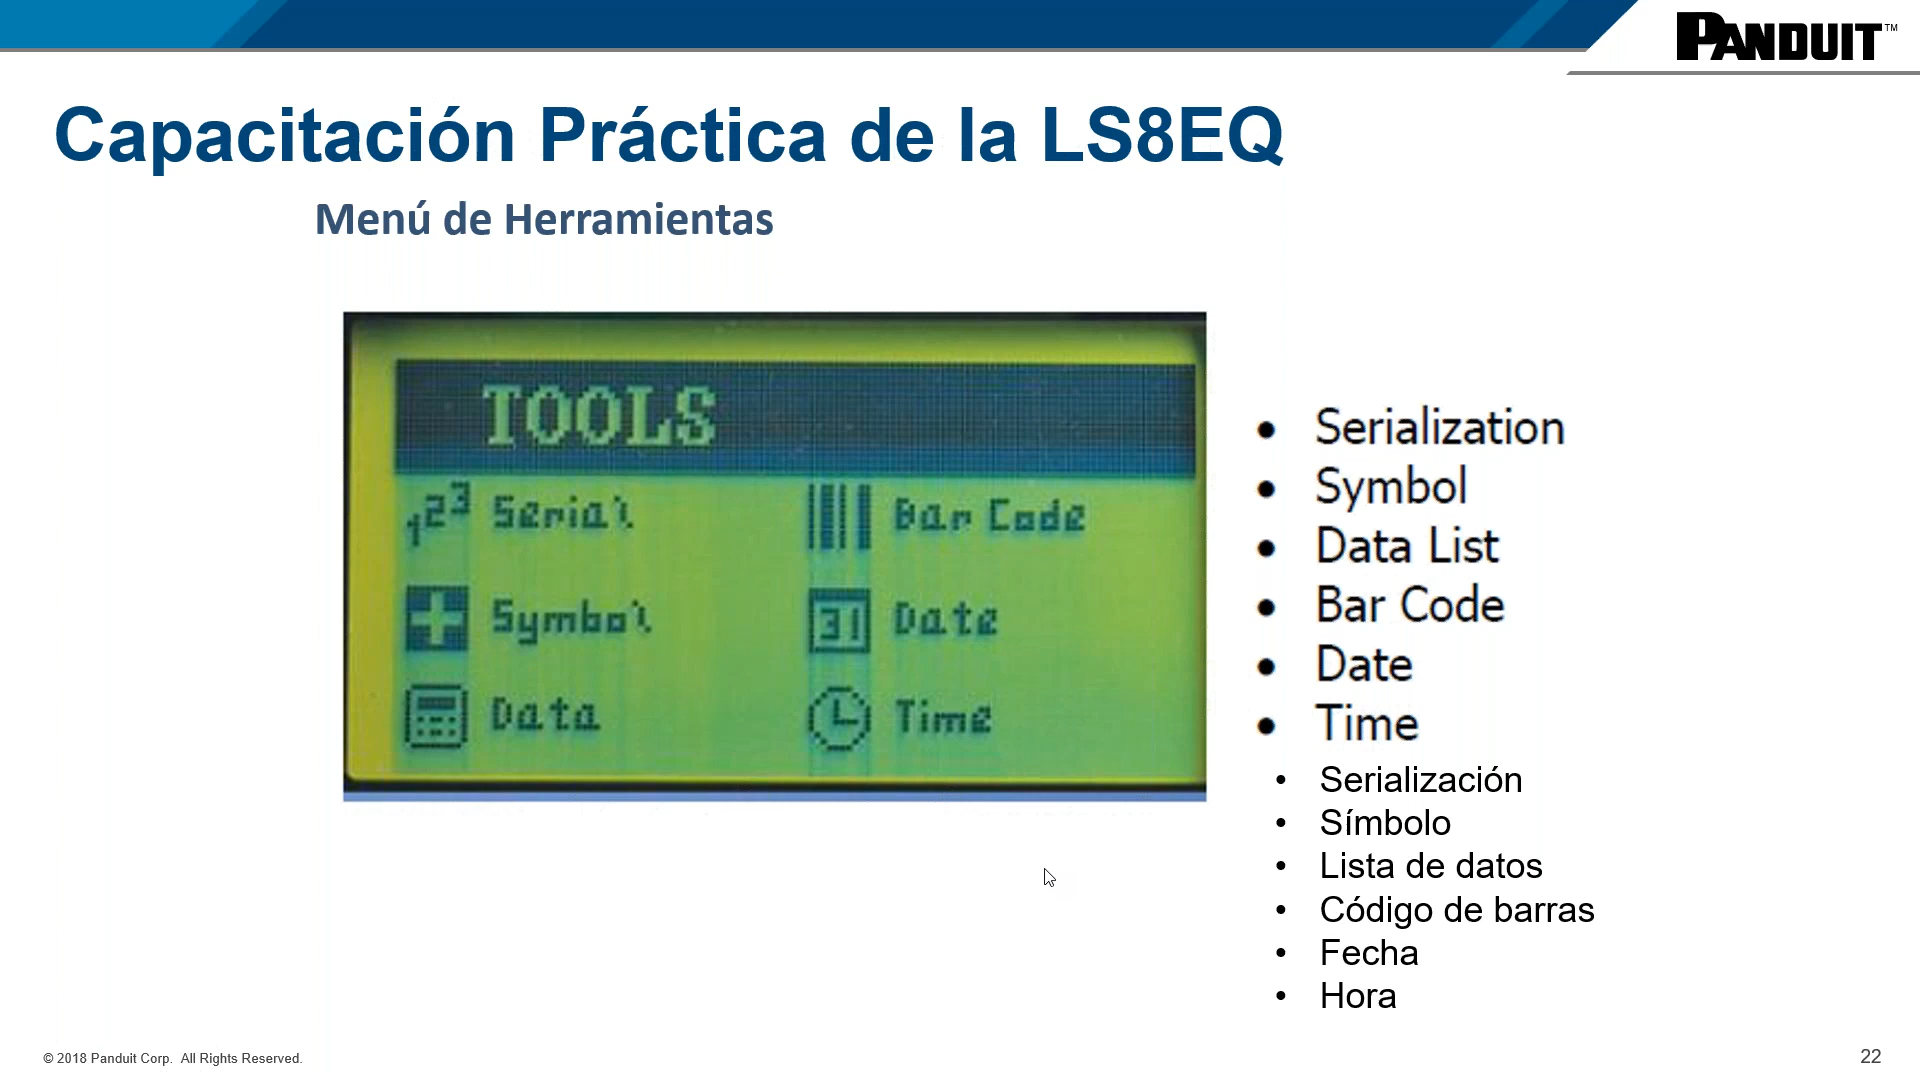 PANDUIT™
Capacitación Práctica de la LS8EQ
Menú de Herramientas
TOOLS
123 Serial
Bar Code
Symbol
31 Date
Data
Time
• Serialization
• Symbol
• Data List
• Bar Code
• Date
• Time
• Serialización
• Símbolo
• Lista de datos
• Código de barras
• Fecha
• Hora
© 2018 Panduit Corp. All Rights Reserved.
22